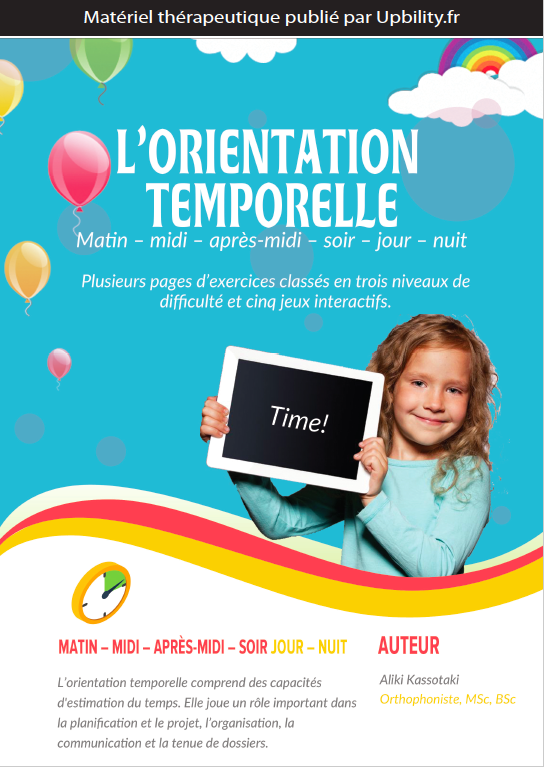 Matériel thérapeutique publié par Upbility.fr
L'ORIENTATION
TEMPORELLE
Matin – midi – après-midi – soir – jour – nuit
Plusieurs pages d'exercices classés en trois niveaux de
difficulté et cinq jeux interactifs.
Time!
MATIN – MIDI – APRÈS-MIDI – SOIR JOUR – NUIT
L'orientation temporelle comprend des capacités
d'estimation du temps. Elle joue un rôle important dans
la planification et le projet, l'organisation, la
communication et la tenue de dossiers.
AUTEUR
Aliki Kassotaki
Orthophoniste, MSc, BSc